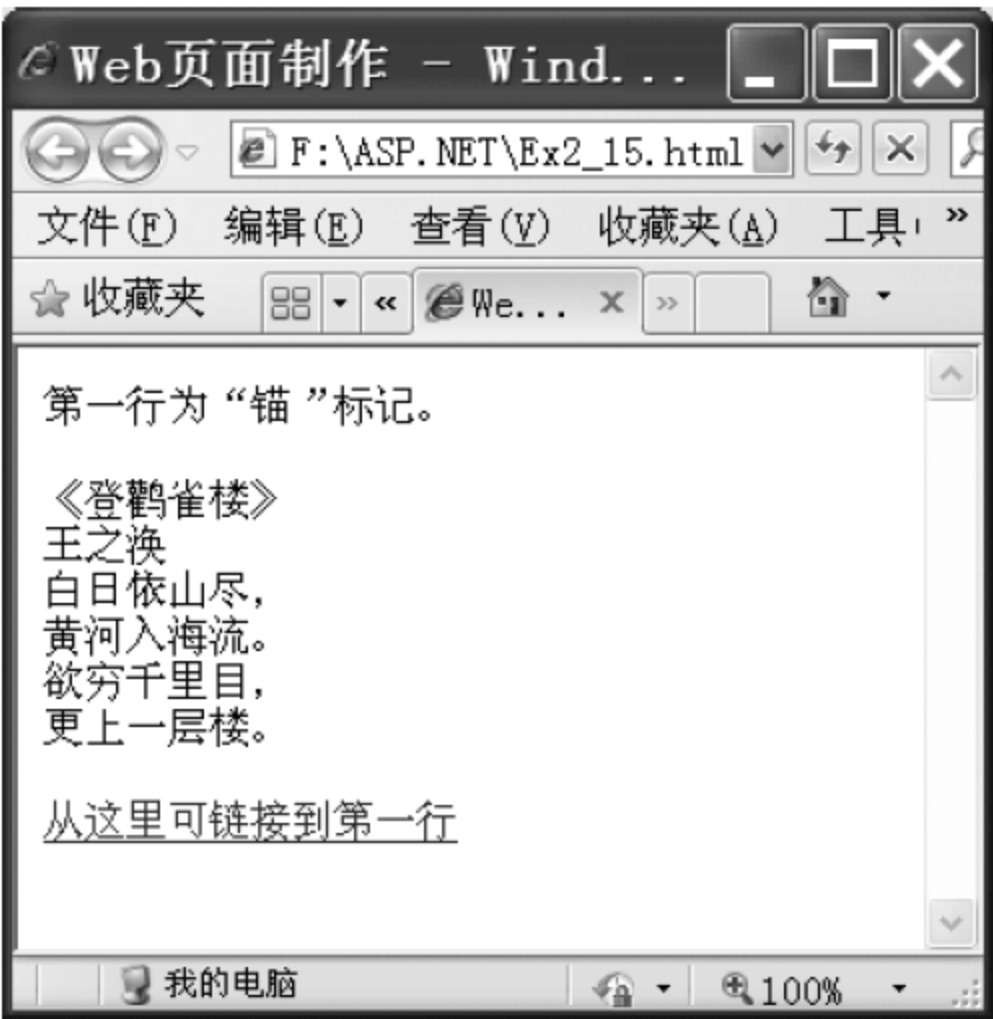 Web页面制作 - Wind...
F:\ASP.NET\Ex2_15.html
文件(F) 编辑(E) 查看(V) 收藏夹(A) 工具 »
收藏夹 « We... »
第一行为“锚”标记。
《登鹳雀楼》
王之涣
白日依山尽，
黄河入海流。
欲穷千里目，
更上一层楼。
从这里可链接到第一行
我的电脑 100%